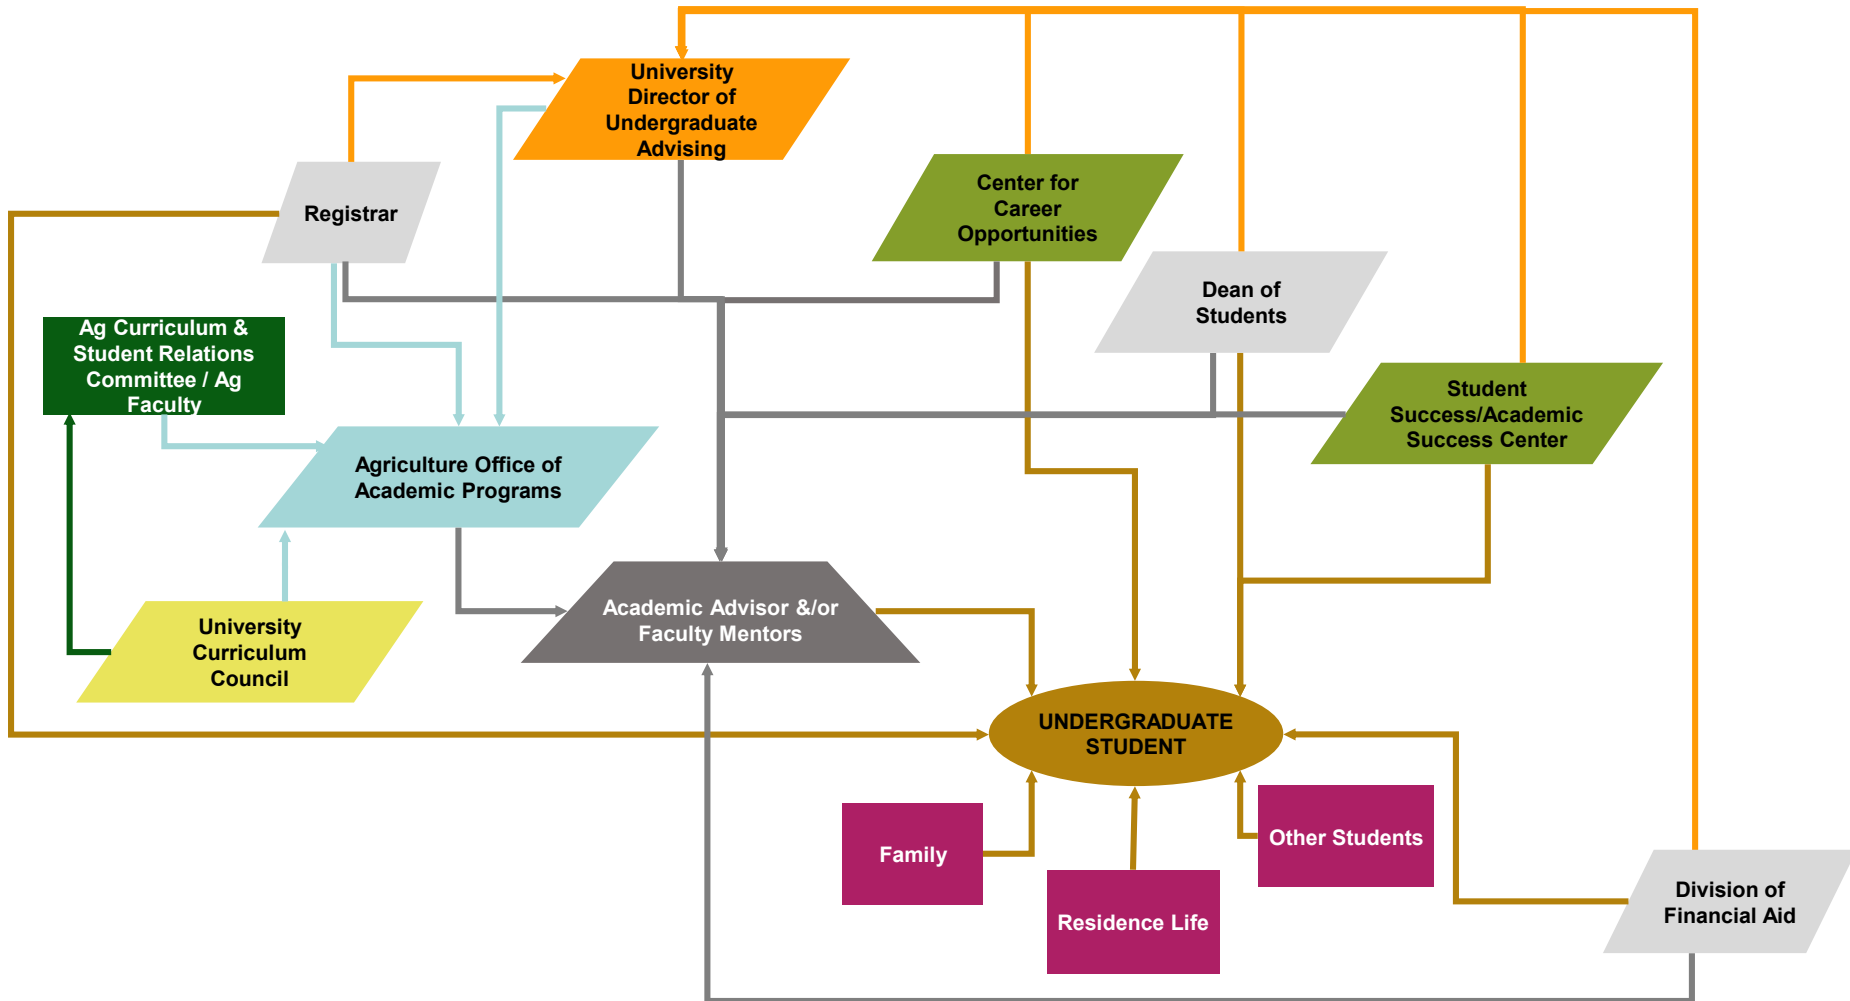 University
Director of
Undergraduate
Advising
Center for
Career
Opportunities
Registrar
Dean of
Students
Ag Curriculum &
Student Relations
Committee / Ag
Faculty
Student
Success/Academic
Success Center
Agriculture Office of
Academic Programs
Academic Advisor &/or
Faculty Mentors
University
Curriculum
Council
UNDERGRADUATE
STUDENT
Family
Residence Life
Other Students
Division of
Financial Aid